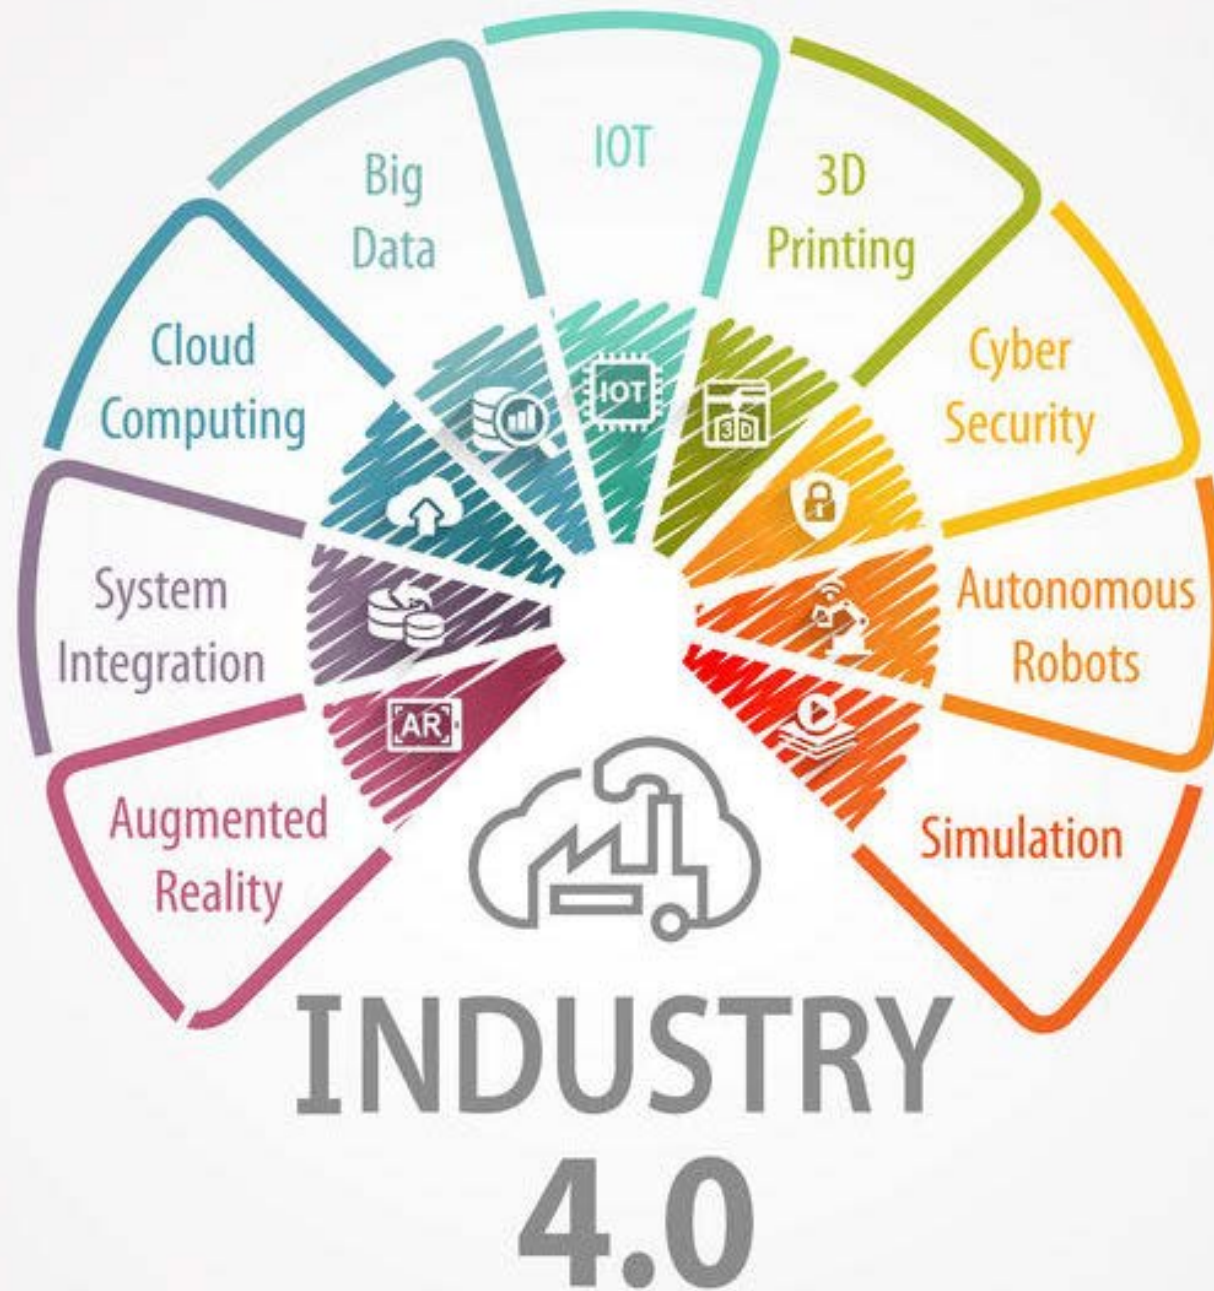 IOT
Big
Data
3D
Printing
Cloud
Computing
Cyber
Security
IOT
3D
System
Integration
Autonomous
Robots
AR
Augmented
Reality
Simulation
INDUSTRY
4.0